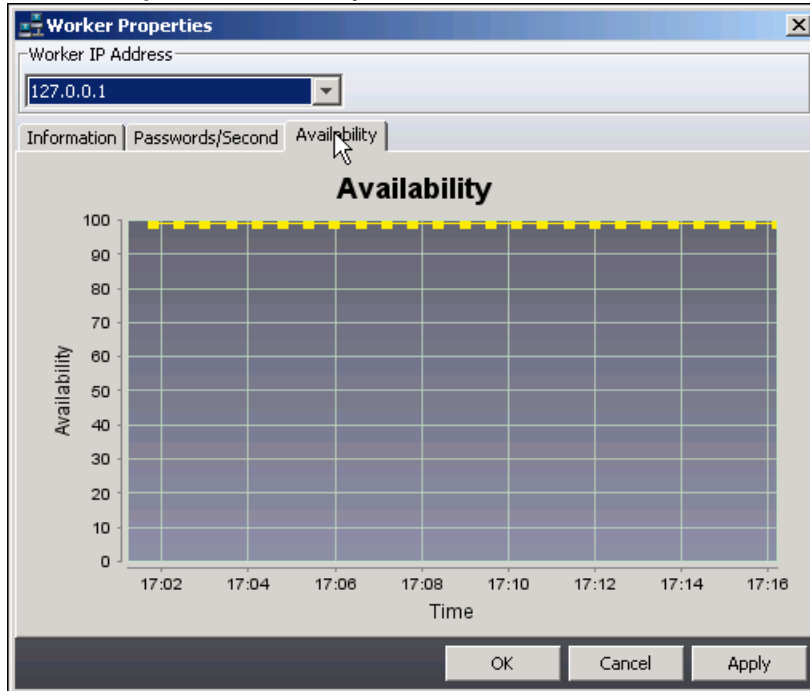 Worker Properties
Worker IP Address
127.0.0.1
Information Passwords/Second Availability
Availability
100
90
80
70
60
50
40
30
20
10
0
Availability
17:02 17:04 17:06 17:08 17:10 17:12 17:14 17:16
Time
OK Cancel Apply